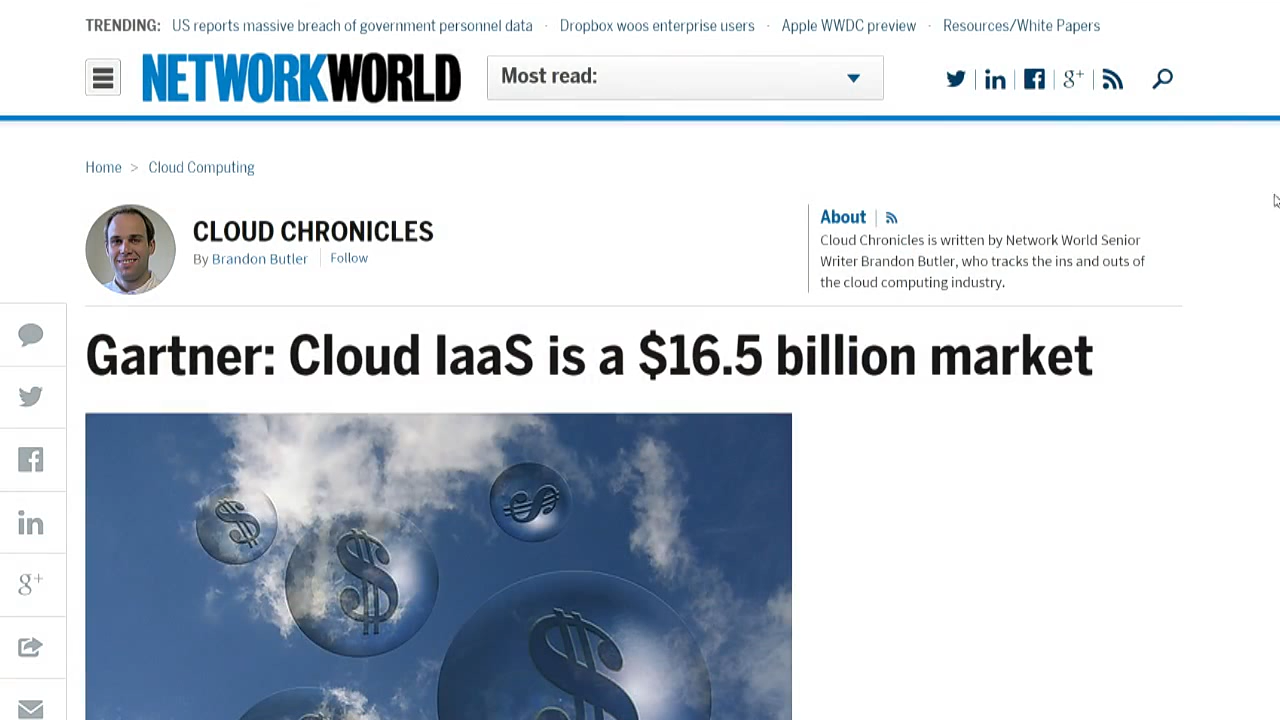 TRENDING: US reports massive breach of government personnel data · Dropbox woos enterprise users · Apple WWDC preview · Resources/White Papers
NETWORKWORLD
Most read:
g+
Home > Cloud Computing
CLOUD CHRONICLES
By Brandon Butler | Follow
About
Cloud Chronicles is written by Network World Senior
Writer Brandon Butler, who tracks the ins and outs of
the cloud computing industry.
Gartner: Cloud IaaS is a $16.5 billion market
in
g+
$
$
$
$